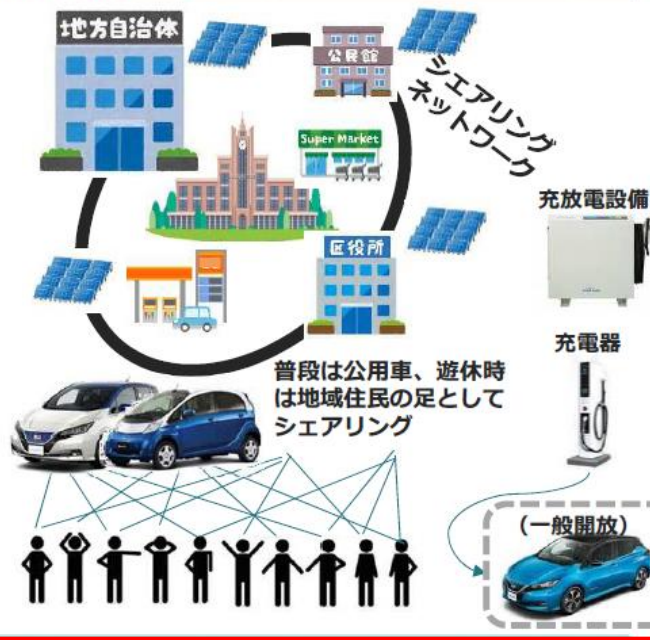 地方自治体
公民館
シェアリング
ネットワーク
Super Market
充放電設備
区役所
充電器
普段は公用車、遊休時
は地域住民の足として
シェアリング
（一般開放）